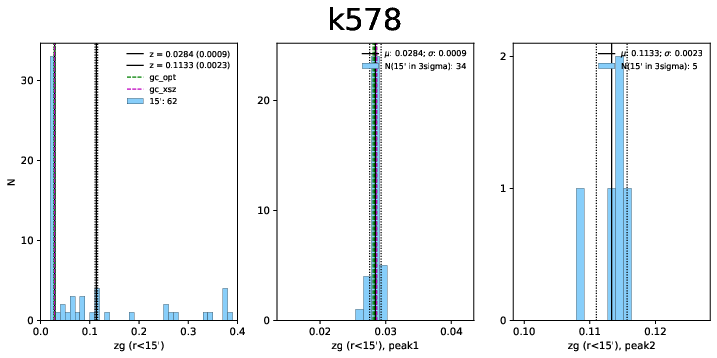 k578
z = 0.0284 (0.0009)
z = 0.1133 (0.0023)
gc_opt
gc_xsz
15': 62
N
30
20
10
0
0.0 0.1 0.2 0.3 0.4
zg (r<15')
μ: 0.0284; σ: 0.0009
N(15' in 3sigma): 34
20
10
0
0.02 0.03 0.04
zg (r<15'), peak1
μ: 0.1133; σ: 0.0023
N(15' in 3sigma): 5
2
1
0
0.10 0.11 0.12
zg (r<15'), peak2